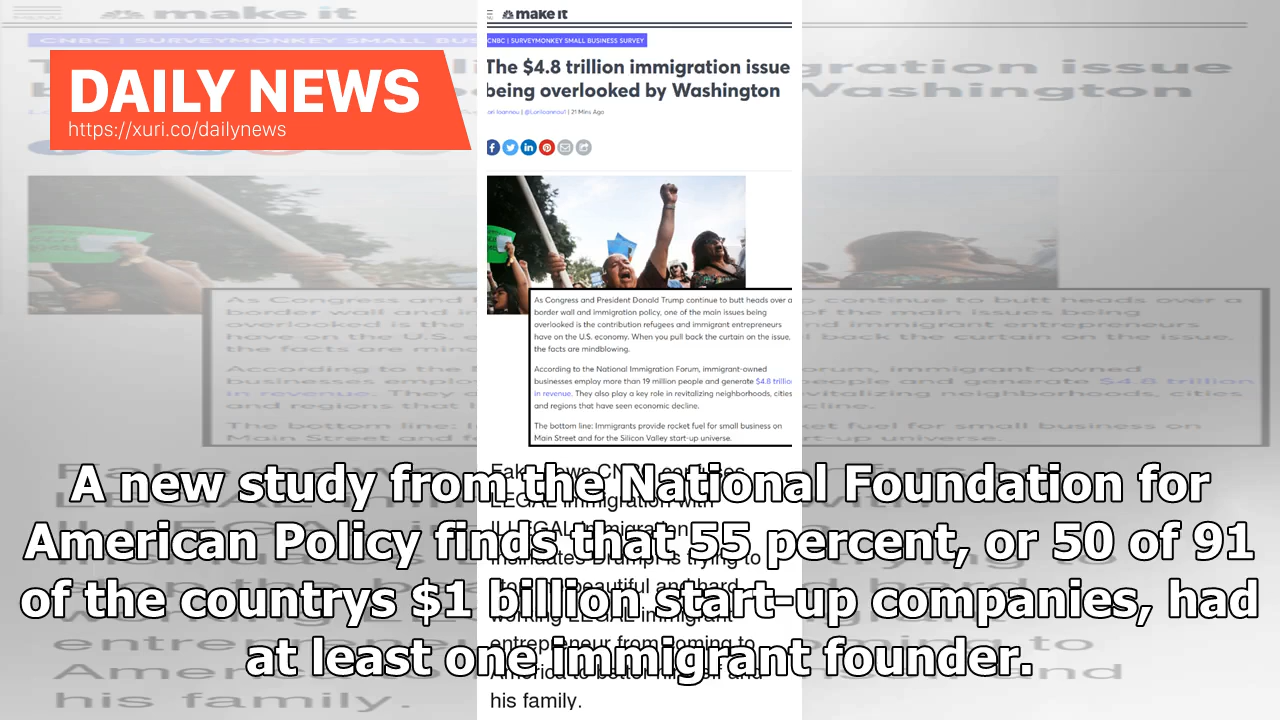 make it
CNBC | SURVEYMONKEY SMALL BUSINESS SURVEY
The $4.8 trillion immigration issue
being overlooked by Washington
DAILY NEWS
https://xuri.co/dailynews
ori Ioannou | @LoriIoannou1 | 21 Mins Ago
As Congress and President Donald Trump continue to butt heads over a
border wall and immigration policy, one of the main issues being
overlooked is the contribution refugees and immigrant entrepreneurs
have on the U.S. economy. When you pull back the curtain on the issue,
the facts are mindblowing.
According to the National Immigration Forum, immigrant-owned
businesses employ more than 19 million people and generate $4.8 trillion
in revenue. They also play a key role in revitalizing neighborhoods, cities
and regions that have seen economic decline.
The bottom line: Immigrants provide rocket fuel for small business on
Main Street and for the Silicon Valley start-up universe.
A new study from the National Foundation for
American Policy finds that 55 percent, or 50 of 91
of the countrys $1 billion start-up companies, had
at least one immigrant founder.
LEGAL immigration with
his family.